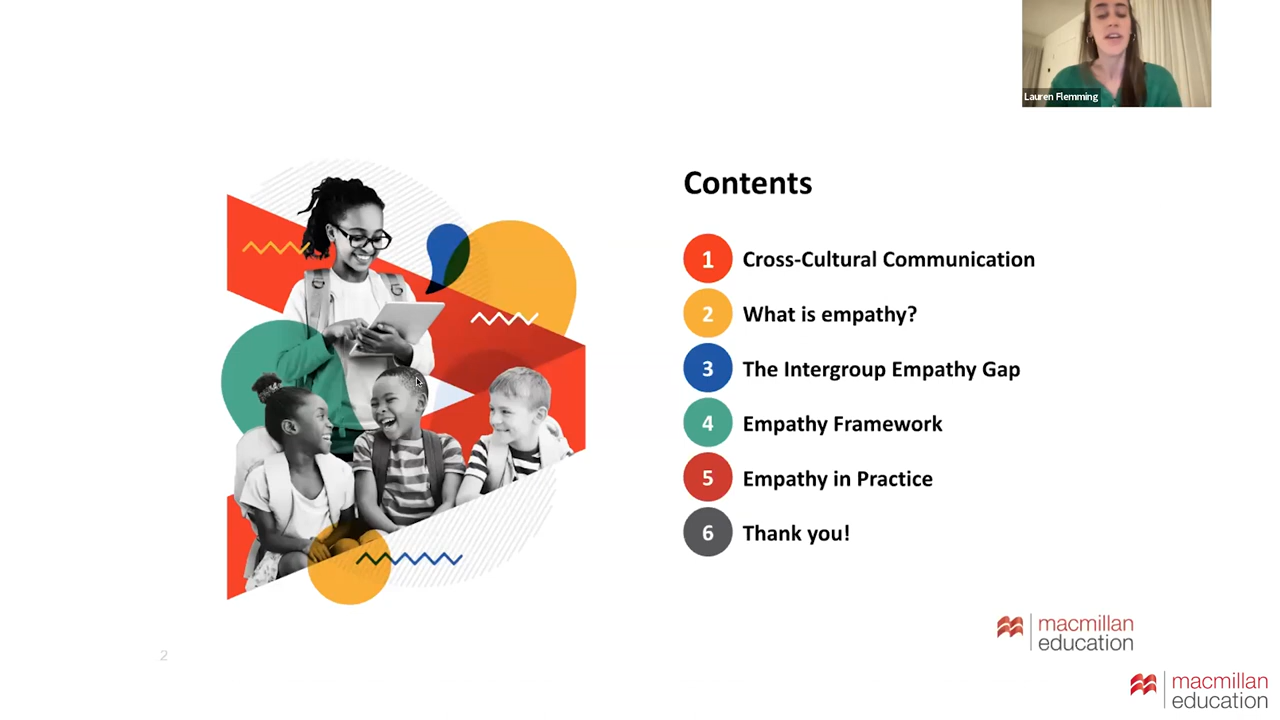 Lauren Flemming
Contents
1 Cross-Cultural Communication
2 What is empathy?
3 The Intergroup Empathy Gap
4 Empathy Framework
5 Empathy in Practice
6 Thank you!
macmillan
education
2
macmillan
education